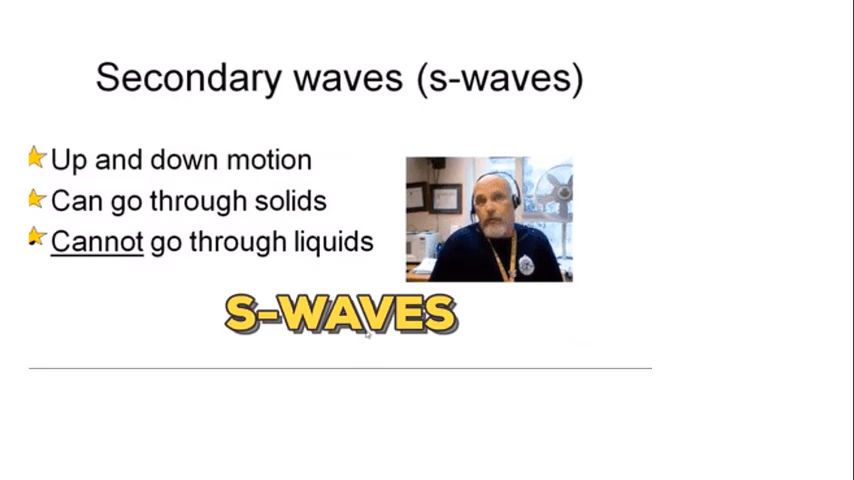 Secondary waves (s-waves)
Up and down motion
Can go through solids
Cannot go through liquids
S-WAVES